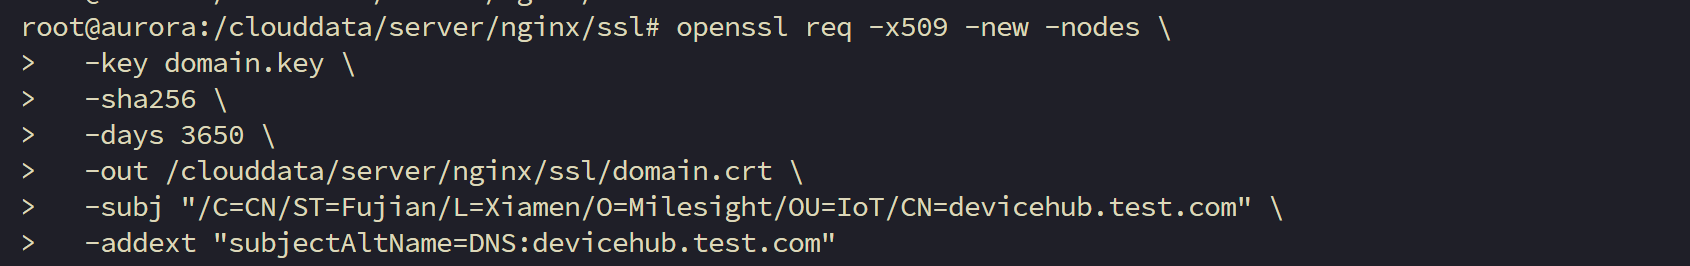 root@aurora:/clouddata/server/nginx/ssl# openssl req -x509 -new -nodes \
>   -key domain.key \
>   -sha256 \
>   -days 3650 \
>   -out /clouddata/server/nginx/ssl/domain.crt \
>   -subj "/C=CN/ST=Fujian/L=Xiamen/O=Milesight/OU=IoT/CN=devicehub.test.com" \
>   -addext "subjectAltName=DNS:devicehub.test.com"